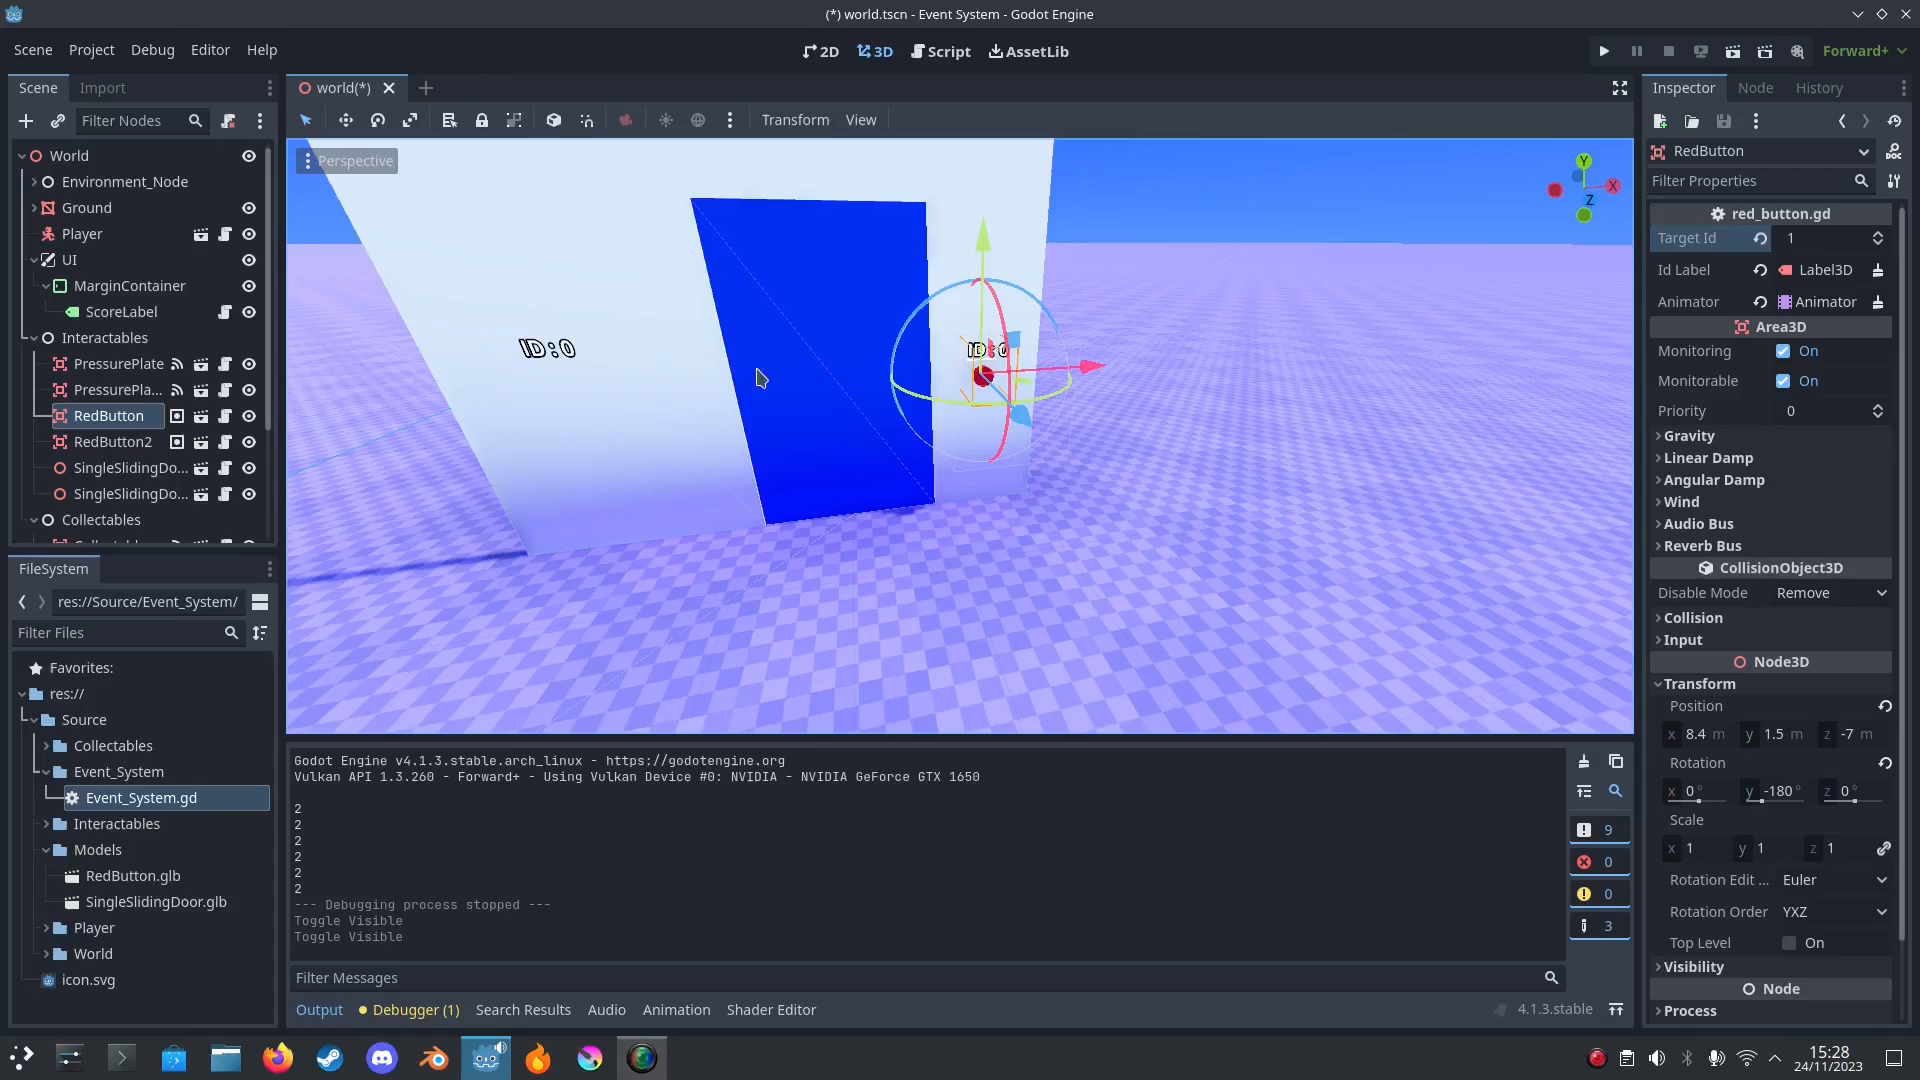 (*) world.tscn - Event System - Godot Engine
Scene Project Debug Editor Help
2D 3D Script AssetLib
Forward+
Scene Import
world(*)
Inspector Node History
Filter Nodes
Transform View
World
Environment_Node
Ground
Player
UI
MarginContainer
ScoreLabel
Interactables
PressurePlate
PressurePla...
RedButton
RedButton2
SingleSlidingDo...
SingleSlidingDo...
Collectables
FileSystem
res://Source/Event_System/
Filter Files
Favorites:
res://
Source
Collectables
Event_System
Event_System.gd
Interactables
Models
RedButton.glb
SingleSlidingDoor.glb
Player
World
icon.svg
Perspective
Y
X
Z
ID:0
ID:0
Godot Engine v4.1.3.stable.arch_linux - https://godotengine.org
Vulkan API 1.3.260 - Forward+ - Using Vulkan Device #0: NVIDIA - NVIDIA GeForce GTX 1650
2
2
2
2
2
2
--- Debugging process stopped ---
Toggle Visible
Toggle Visible
9
0
0
3
Filter Messages
Output Debugger (1) Search Results Audio Animation Shader Editor
4.1.3.stable
RedButton
DOC
Filter Properties
red_button.gd
Target Id 1
Id Label Label3D
Animator Animator
Area3D
Monitoring On
Monitorable On
Priority 0
Gravity
Linear Damp
Angular Damp
Wind
Audio Bus
Reverb Bus
CollisionObject3D
Disable Mode Remove
Collision
Input
Node3D
Transform
Position
x 8.4 m y 1.5 m z -7 m
Rotation
x 0° y -180° z 0°
Scale
x 1 y 1 z 1
Rotation Edit ... Euler
Rotation Order YXZ
Top Level On
Visibility
Node
Process
15:28
24/11/2023